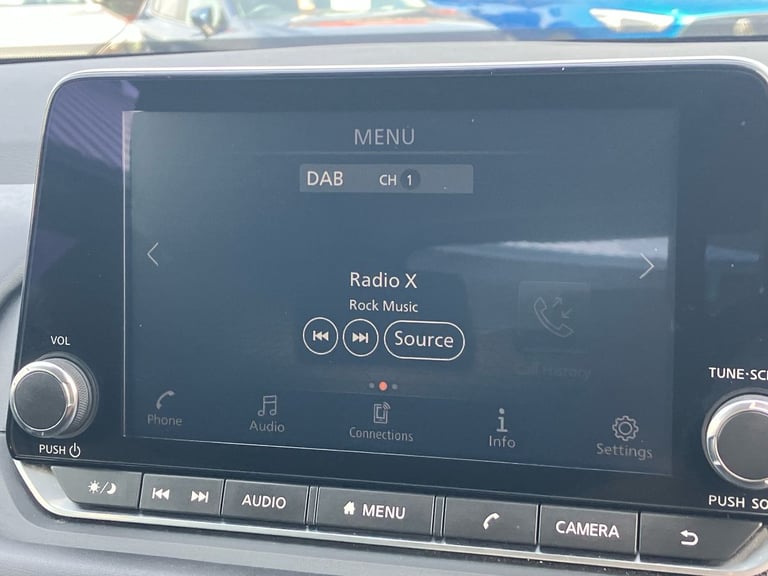 MENU
DAB CH 1
Radio X
Rock Music
Source
Call History
Phone Audio Connections Info Settings
VOL
PUSH
TUNE·SC
PUSH SO
AUDIO MENU CAMERA